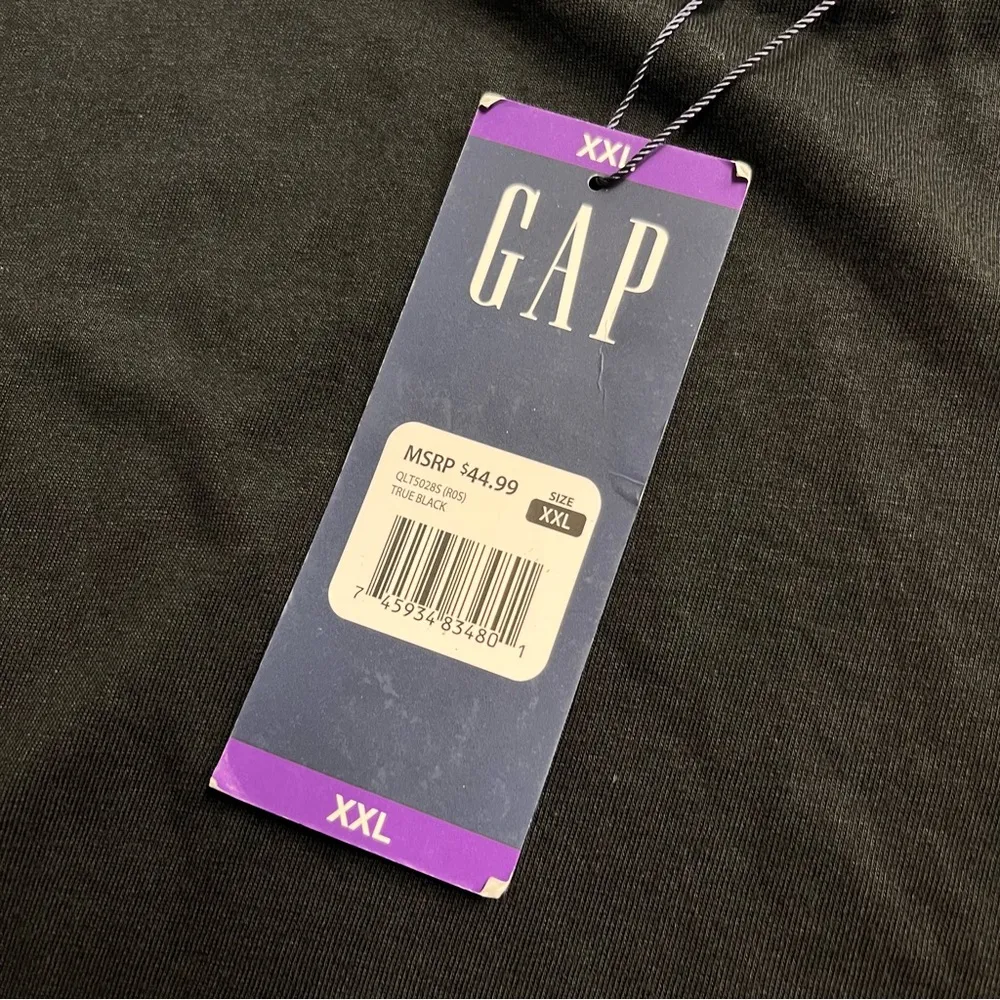 XXL
GAP
MSRP $44.99
QLT5028S (R05)
TRUE BLACK
SIZE
XXL
7 45934 83480 1
XXL